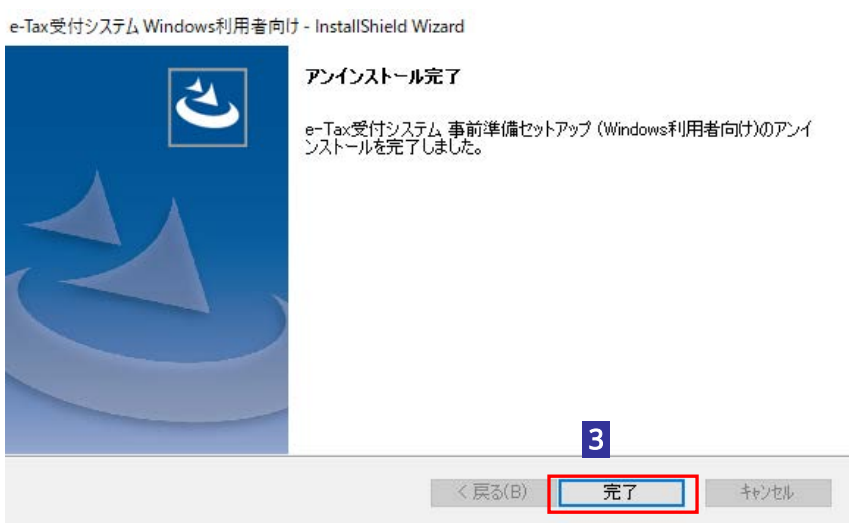 e-Tax受付システム Windows利用者向け - InstallShield Wizard
アンインストール完了
e-Tax受付システム 事前準備セットアップ (Windows利用者向け)のアンイ
ンストールを完了しました。
3
< 戻る(B) 完了 キャンセル